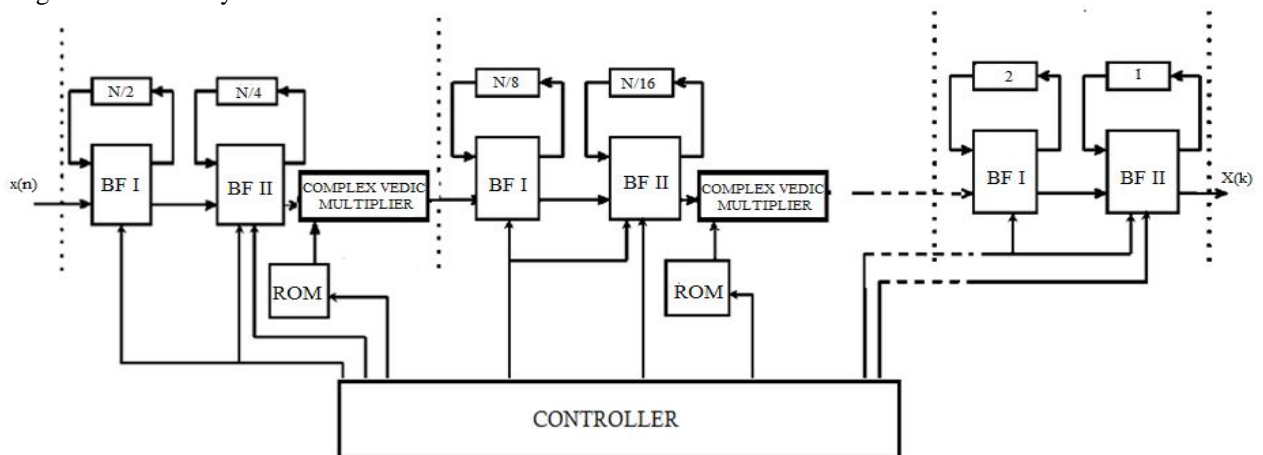 N/2
N/4
N/8
N/16
2
1
x(n)
BF I
BF II
COMPLEX VEDIC
MULTIPLIER
BF I
BF II
COMPLEX VEDIC
MULTIPLIER
BF I
BF II
X(k)
ROM
ROM
CONTROLLER